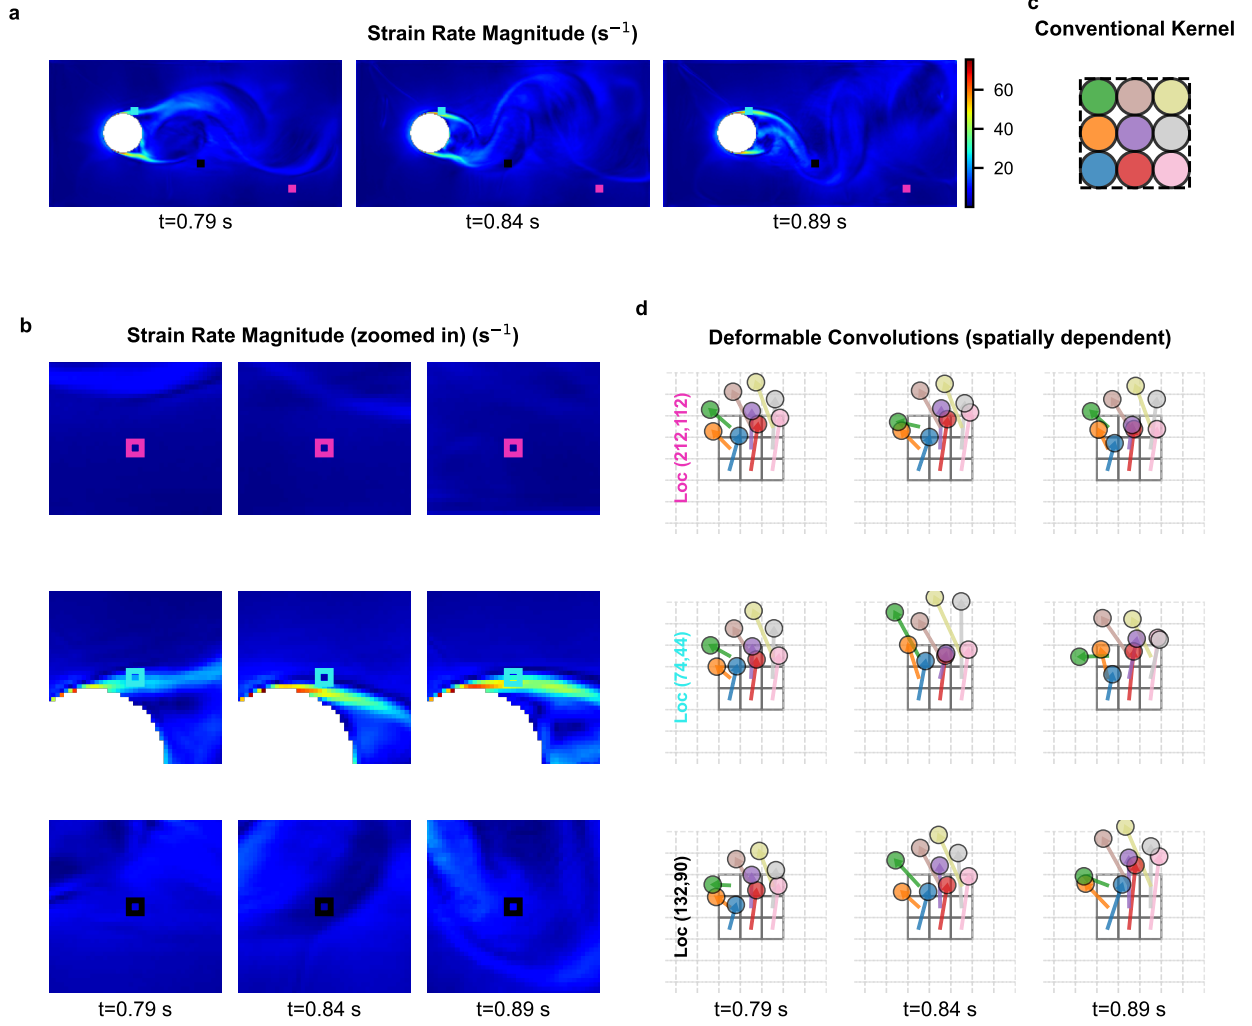 a
Strain Rate Magnitude (s⁻¹)
60
40
20
t=0.79 s
t=0.84 s
t=0.89 s
c
Conventional Kernel
b
Strain Rate Magnitude (zoomed in) (s⁻¹)
t=0.79 s
t=0.84 s
t=0.89 s
d
Deformable Convolutions (spatially dependent)
Loc (212,112)
Loc (74,44)
Loc (132,90)
t=0.79 s
t=0.84 s
t=0.89 s